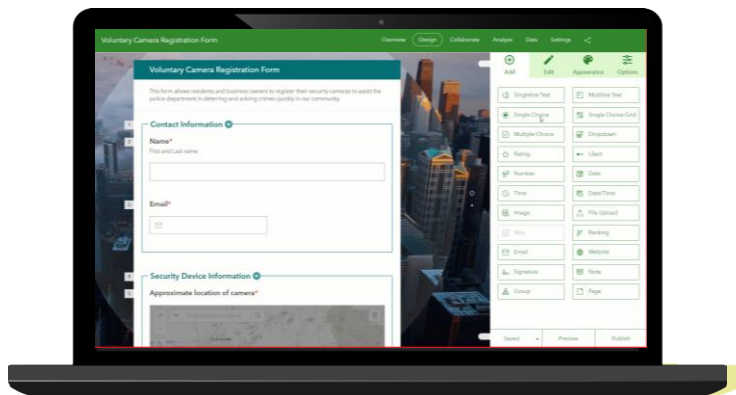 Voluntary Camera Registration Form
Overview Design Collaborate Analyze Data Settings
Voluntary Camera Registration Form
This form allows residents and business owners to register their security cameras to assist the
police department in deterring and solving crimes quickly in our community.
Contact Information
Name*
First and Last name
Email*
Security Device Information
Approximate location of camera*
Add Edit Appearance Options
Singleline Text Multiline Text
Single Choice Single Choice Grid
Multiple Choice Dropdown
Rating Likert
Number Date
Time Date/Time
Image File Upload
Map Ranking
Email Website
Signature Note
Group Page
Saved Preview Publish